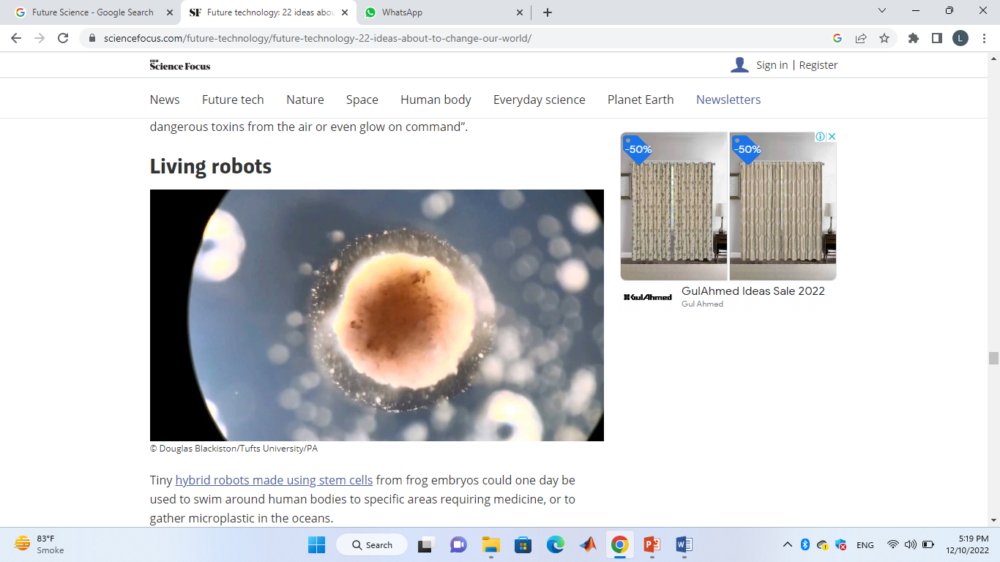 Future Science - Google Search
SF Future technology: 22 ideas abou
WhatsApp
sciencefocus.com/future-technology/future-technology-22-ideas-about-to-change-our-world/
L
Science Focus
Sign in | Register
News Future tech Nature Space Human body Everyday science Planet Earth Newsletters
dangerous toxins from the air or even glow on command”.
Living robots
-50% -50%
GulAhmed
GulAhmed Ideas Sale 2022
Gul Ahmed
© Douglas Blackiston/Tufts University/PA
Tiny hybrid robots made using stem cells from frog embryos could one day be
used to swim around human bodies to specific areas requiring medicine, or to
gather microplastic in the oceans.
83°F
Smoke
Search
ENG
5:19 PM
12/10/2022